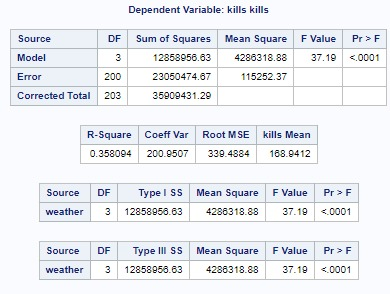 Dependent Variable: kills kills
Source DF Sum of Squares Mean Square F Value Pr > F
Model 3 12858956.63 4286318.88 37.19 <.0001
Error 200 23050474.67 115252.37
Corrected Total 203 35909431.29
R-Square Coeff Var Root MSE kills Mean
0.358094 200.9507 339.4884 168.9412
Source DF Type I SS Mean Square F Value Pr > F
weather 3 12858956.63 4286318.88 37.19 <.0001
Source DF Type III SS Mean Square F Value Pr > F
weather 3 12858956.63 4286318.88 37.19 <.0001